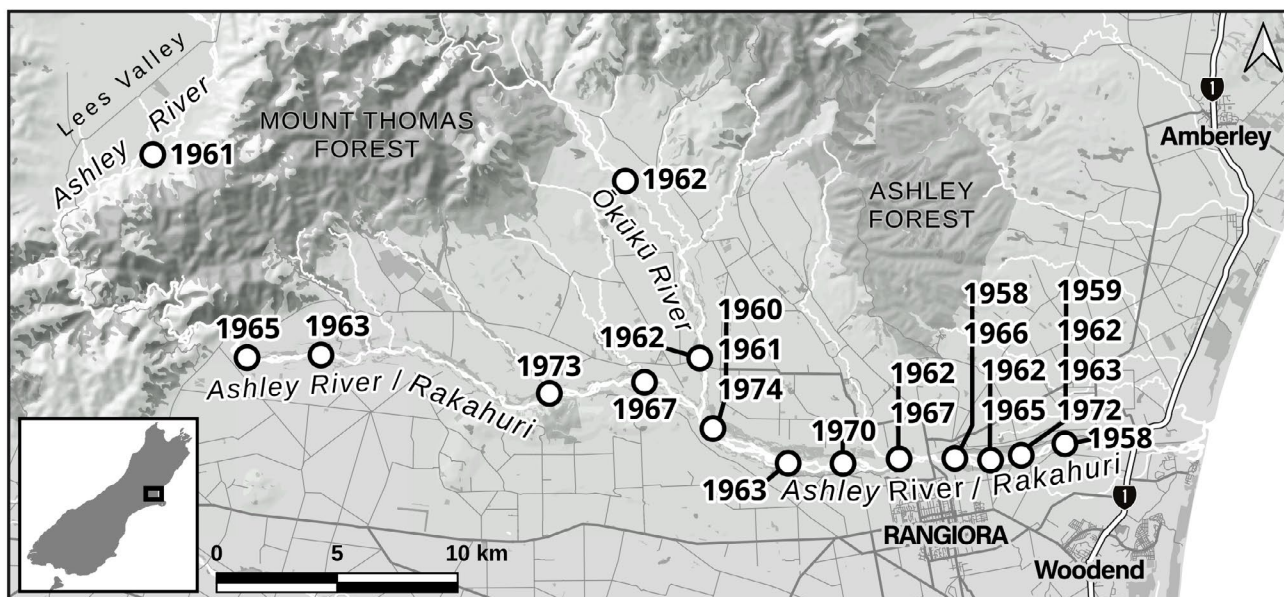 Lees Valley
Ashley River
1961
MOUNT THOMAS
FOREST
1962
Ōkūkū River
ASHLEY
FOREST
1
Amberley
1965
1963
Ashley River / Rakahuri
1973
1962
1967
1960
1961
1974
1963
1970
1962
1967
1958
1966
1962
1965
1959
1962
1963
1972
1958
Ashley River / Rakahuri
RANGIORA
1
Woodend
0 5 10 km